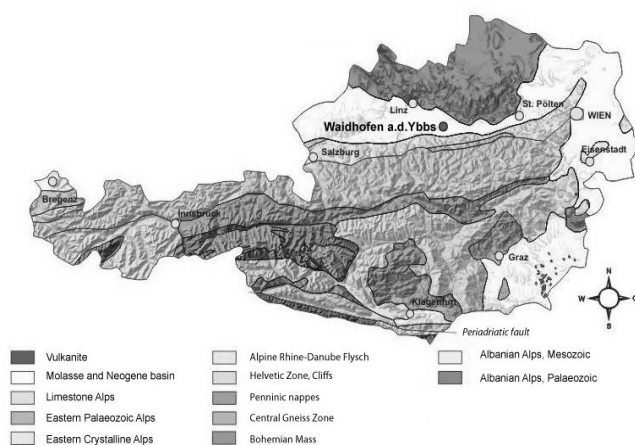 Linz
St. Pölten
WIEN
Waidhofen a.d.Ybbs
Salzburg
Eisenstadt
Bregenz
Innsbruck
Graz
Klagenfurt
Periadriatic fault
N
W
O
S
Vulkanite
Molasse and Neogene basin
Limestone Alps
Eastern Palaeozoic Alps
Eastern Crystalline Alps
Alpine Rhine-Danube Flysch
Helvetic Zone, Cliffs
Penninic nappes
Central Gneiss Zone
Bohemian Mass
Albanian Alps, Mesozoic
Albanian Alps, Palaeozoic